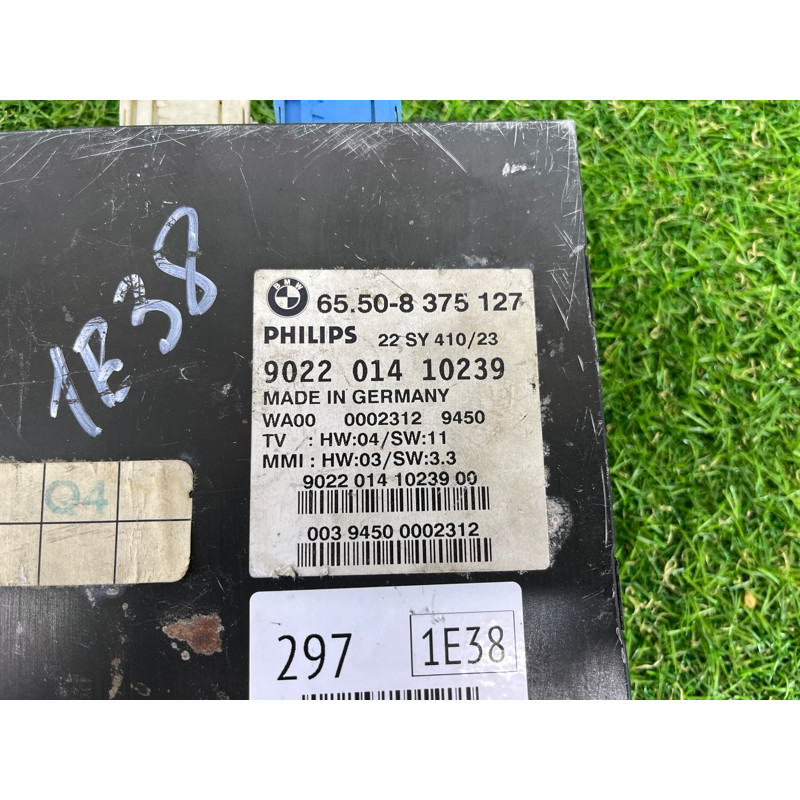 1E38
BMW
65.50-8 375 127
PHILIPS 22 SY 410/23
9022 014 10239
MADE IN GERMANY
WA00 0002312 9450
TV : HW:04/SW:11
MMI : HW:03/SW:3.3
9022 014 10239 00
003 9450 0002312
Q4
297 1E38